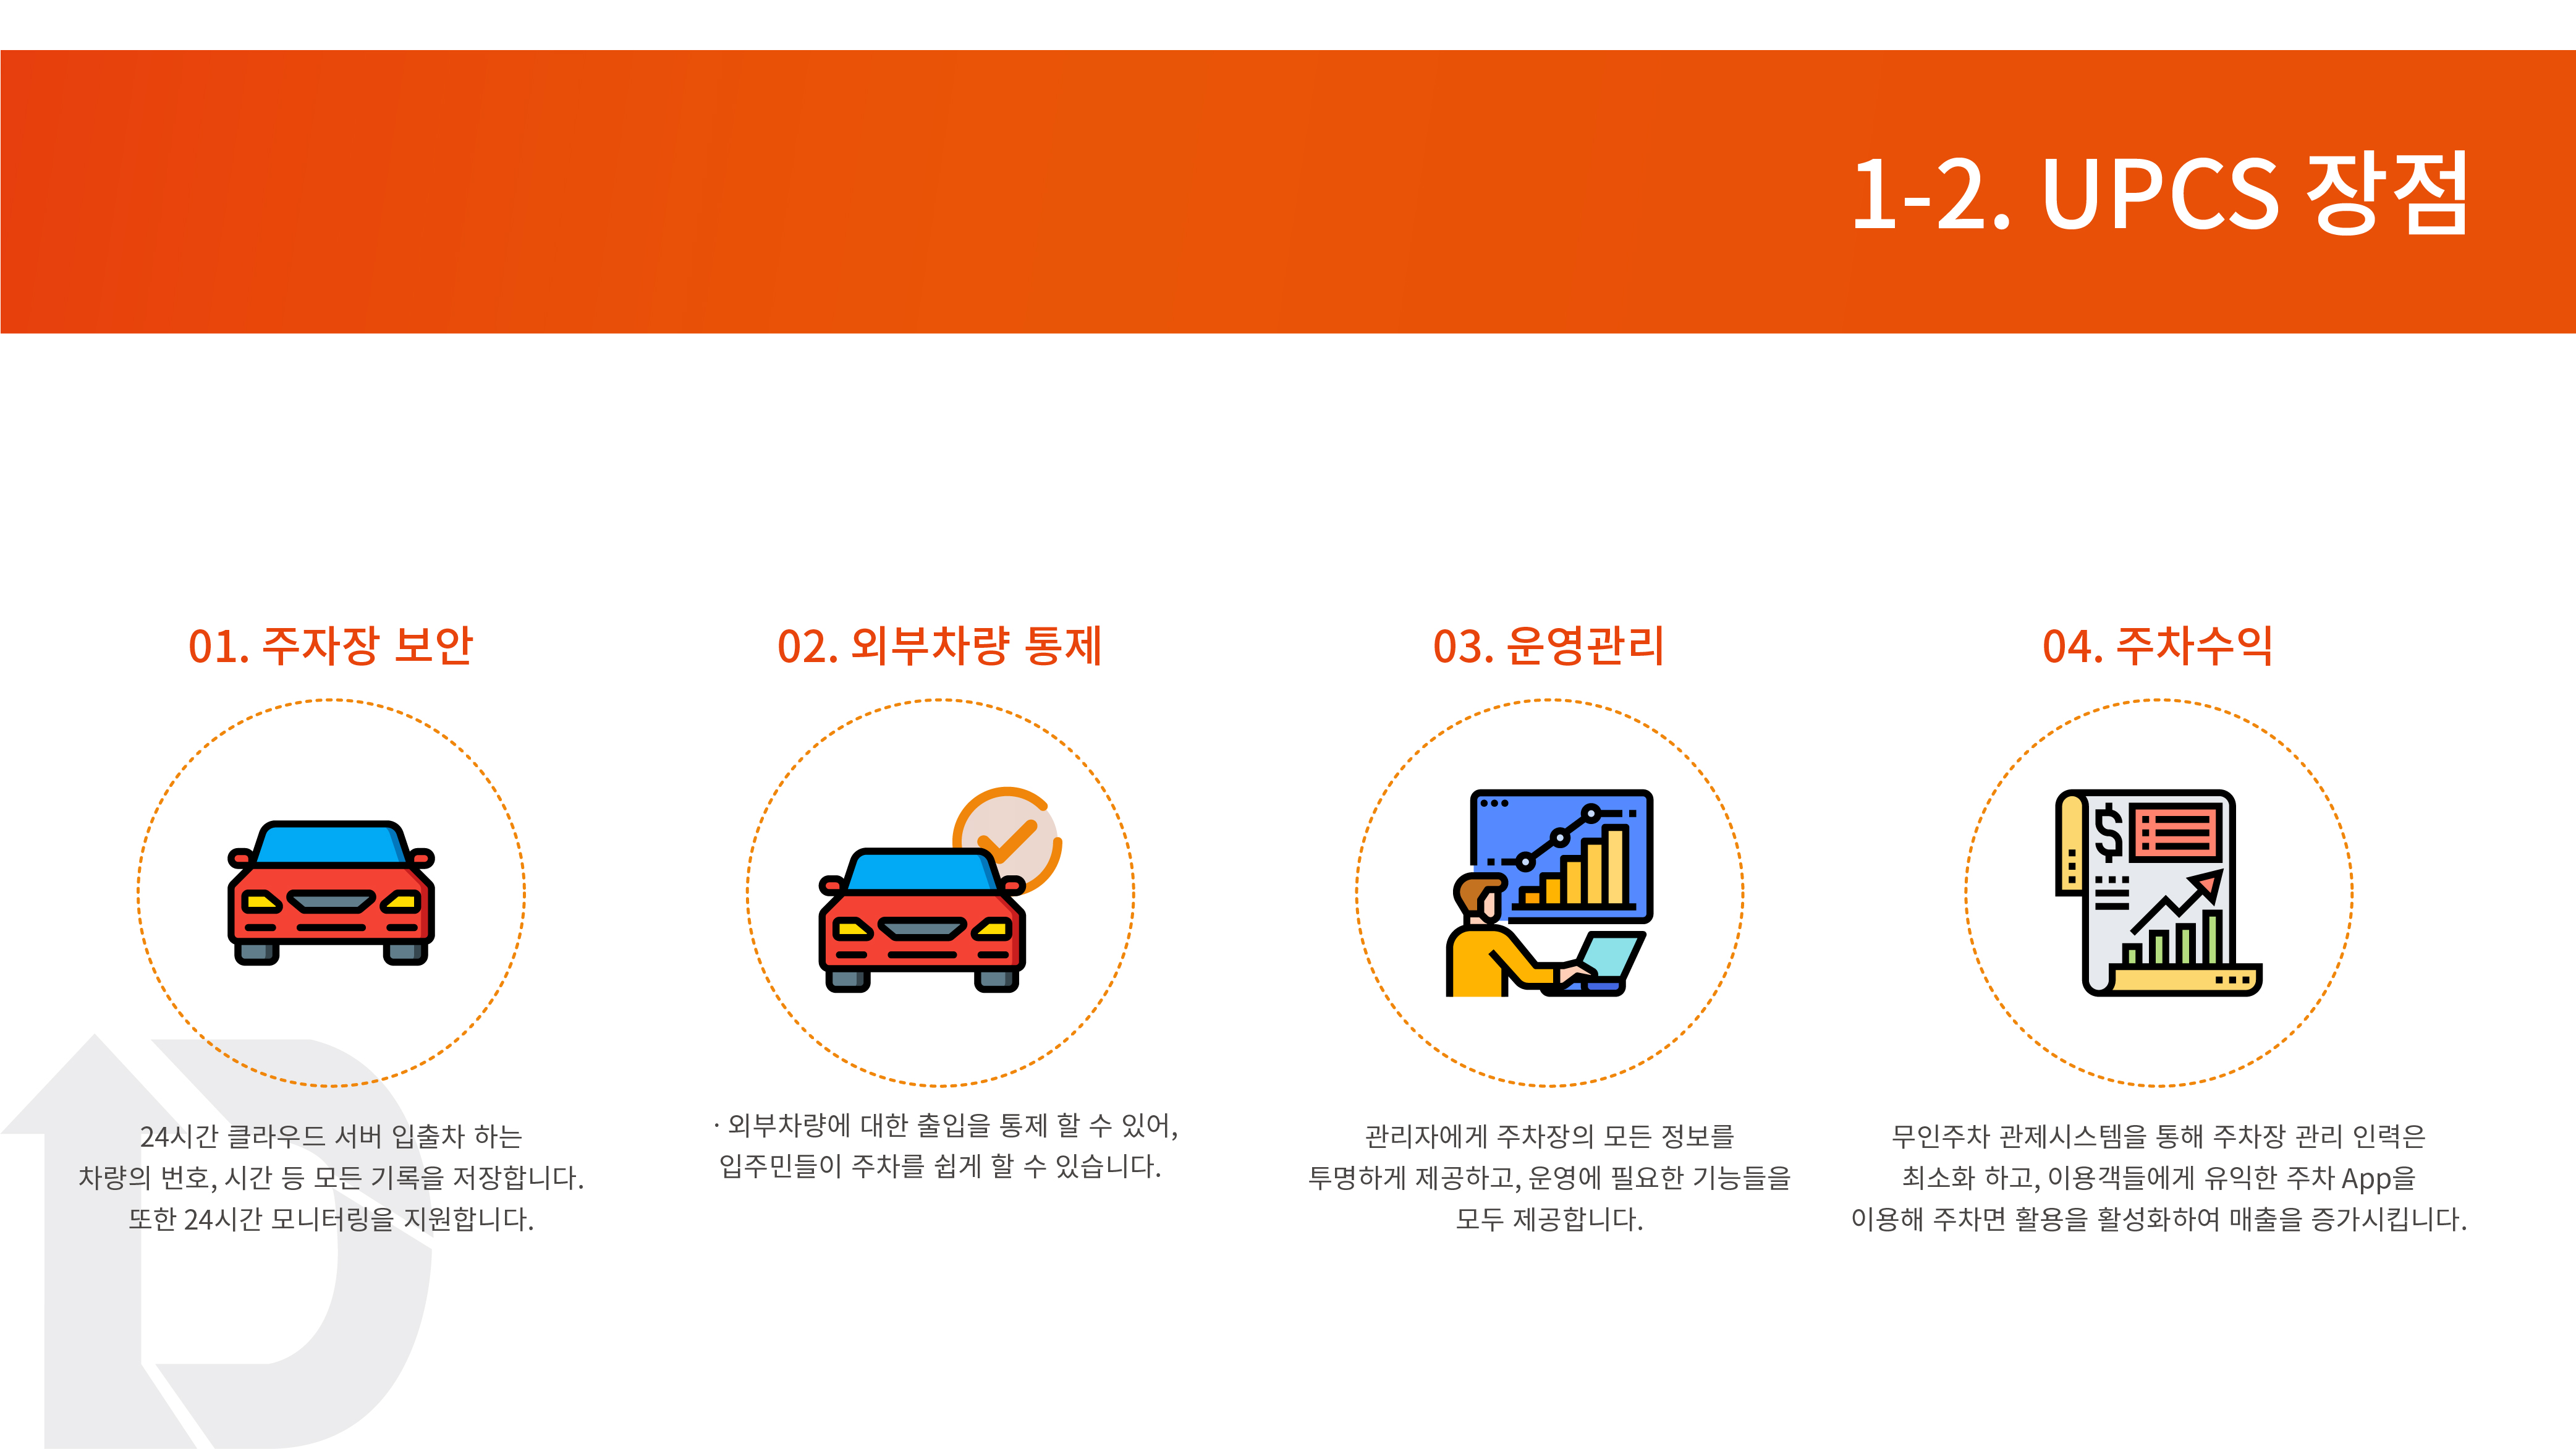 1-2. UPCS 장점
01. 주자장 보안
24시간 클라우드 서버 입출차 하는
차량의 번호, 시간 등 모든 기록을 저장합니다.
또한 24시간 모니터링을 지원합니다.
02. 외부차량 통제
· 외부차량에 대한 출입을 통제 할 수 있어,
입주민들이 주차를 쉽게 할 수 있습니다.
03. 운영관리
관리자에게 주차장의 모든 정보를
투명하게 제공하고, 운영에 필요한 기능들을
모두 제공합니다.
04. 주차수익
무인주차 관제시스템을 통해 주차장 관리 인력은
최소화 하고, 이용객들에게 유익한 주차 App을
이용해 주차면 활용을 활성화하여 매출을 증가시킵니다.